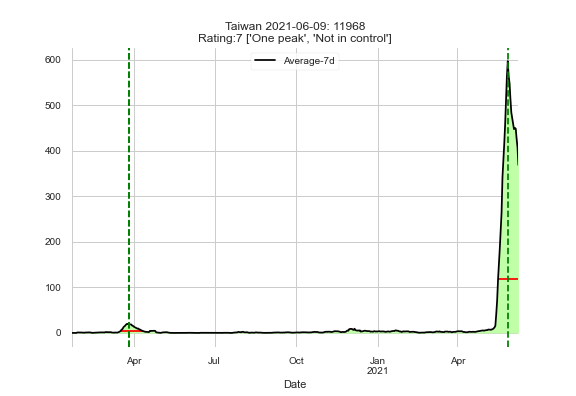 Taiwan 2021-06-09: 11968
Rating:7 ['One peak', 'Not in control']
Average-7d
600
500
400
300
200
100
0
Apr
Jul
Oct
Jan
2021
Apr
Date